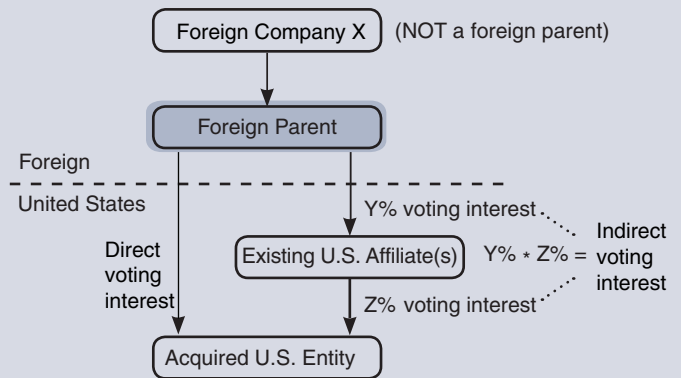 Foreign Company X
(NOT a foreign parent)
Foreign Parent
Foreign
United States
Y% voting interest
Direct
voting
interest
Existing U.S. Affiliate(s)
Y% * Z% =
Indirect
voting
interest
Z% voting interest
Acquired U.S. Entity